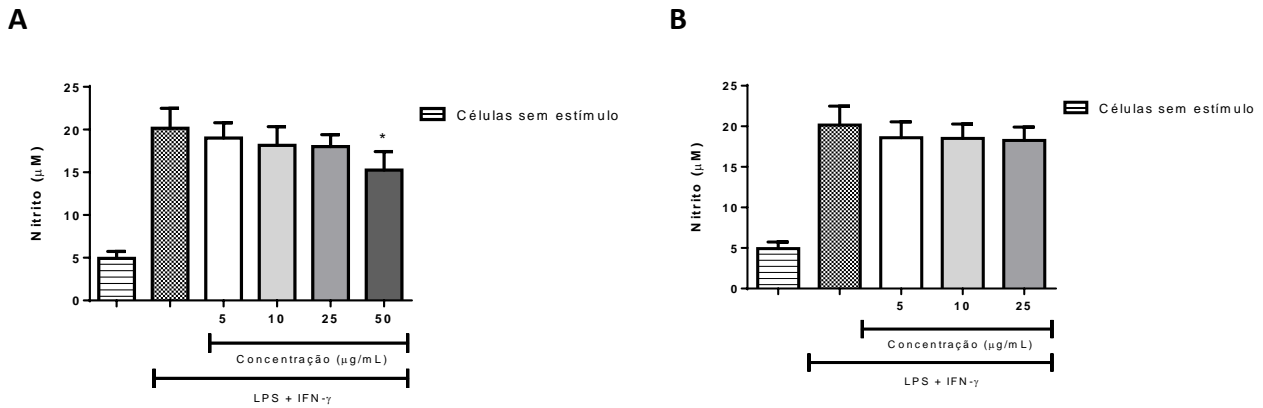 A
Nitrito (μM)
25
20
15
10
5
0
*
5 10 25 50
Concentração (μg/mL)
LPS + IFN-γ
Células sem estímulo
B
Nitrito (μM)
25
20
15
10
5
0
5 10 25
Concentração (μg/mL)
LPS + IFN-γ
Células sem estímulo